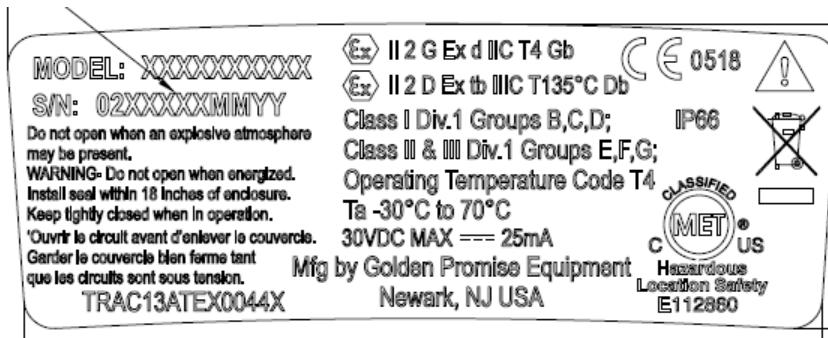 MODEL: XXXXXXXXXXX
S/N: 02XXXXXMMYY
Do not open when an explosive atmosphere
may be present.
WARNING- Do not open when energized.
Install seal within 18 inches of enclosure.
Keep tightly closed when in operation.
'Ouvrir le circuit avant d'enlever le couvercle.
Garder le couvercle bien ferme tant
que les circuits sont sous tension.
TRAC13ATEX0044X
Ex II 2 G Ex d IIC T4 Gb
Ex II 2 D Ex tb IIIC T135°C Db
Class I Div.1 Groups B,C,D;
Class II & III Div.1 Groups E,F,G;
Operating Temperature Code T4
Ta -30°C to 70°C
30VDC MAX 25mA
Mfg by Golden Promise Equipment
Newark, NJ USA
CE 0518
IP66
CLASSIFIED
MET ®
C US
Hazardous
Location Safety
E112860